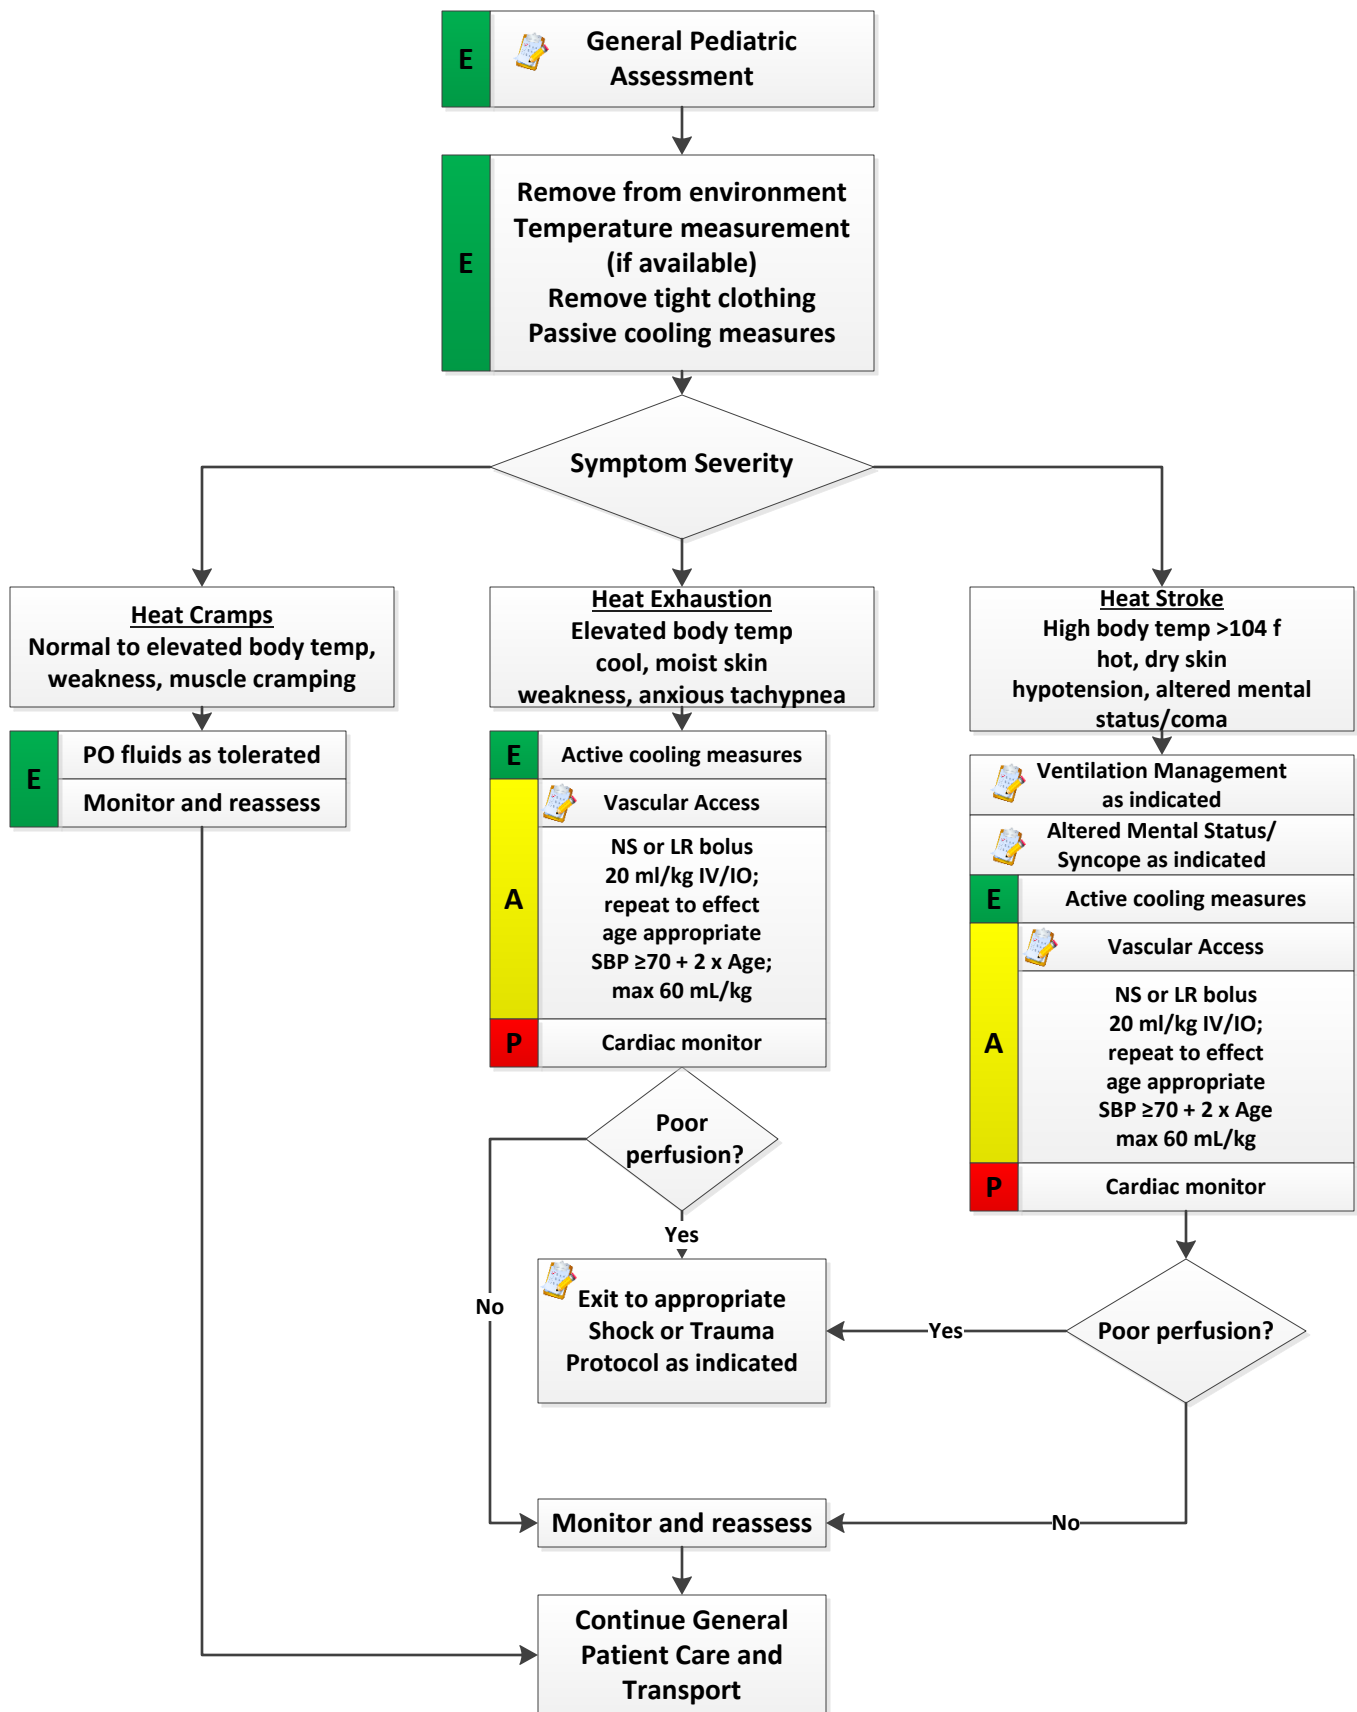 E
General Pediatric
Assessment
E
Remove from environment
Temperature measurement
(if available)
Remove tight clothing
Passive cooling measures
Symptom Severity
Heat Cramps
Normal to elevated body temp,
weakness, muscle cramping
E
PO fluids as tolerated
Monitor and reassess
Heat Exhaustion
Elevated body temp
cool, moist skin
weakness, anxious tachypnea
E
Active cooling measures
A
Vascular Access
NS or LR bolus
20 ml/kg IV/IO;
repeat to effect
age appropriate
SBP ≥70 + 2 x Age;
max 60 mL/kg
P
Cardiac monitor
Poor
perfusion?
Yes
No
Exit to appropriate
Shock or Trauma
Protocol as indicated
Heat Stroke
High body temp >104 f
hot, dry skin
hypotension, altered mental
status/coma
Ventilation Management
as indicated
Altered Mental Status/
Syncope as indicated
E
Active cooling measures
A
Vascular Access
NS or LR bolus
20 ml/kg IV/IO;
repeat to effect
age appropriate
SBP ≥70 + 2 x Age
max 60 mL/kg
P
Cardiac monitor
Poor perfusion?
Yes
No
Monitor and reassess
Continue General
Patient Care and
Transport